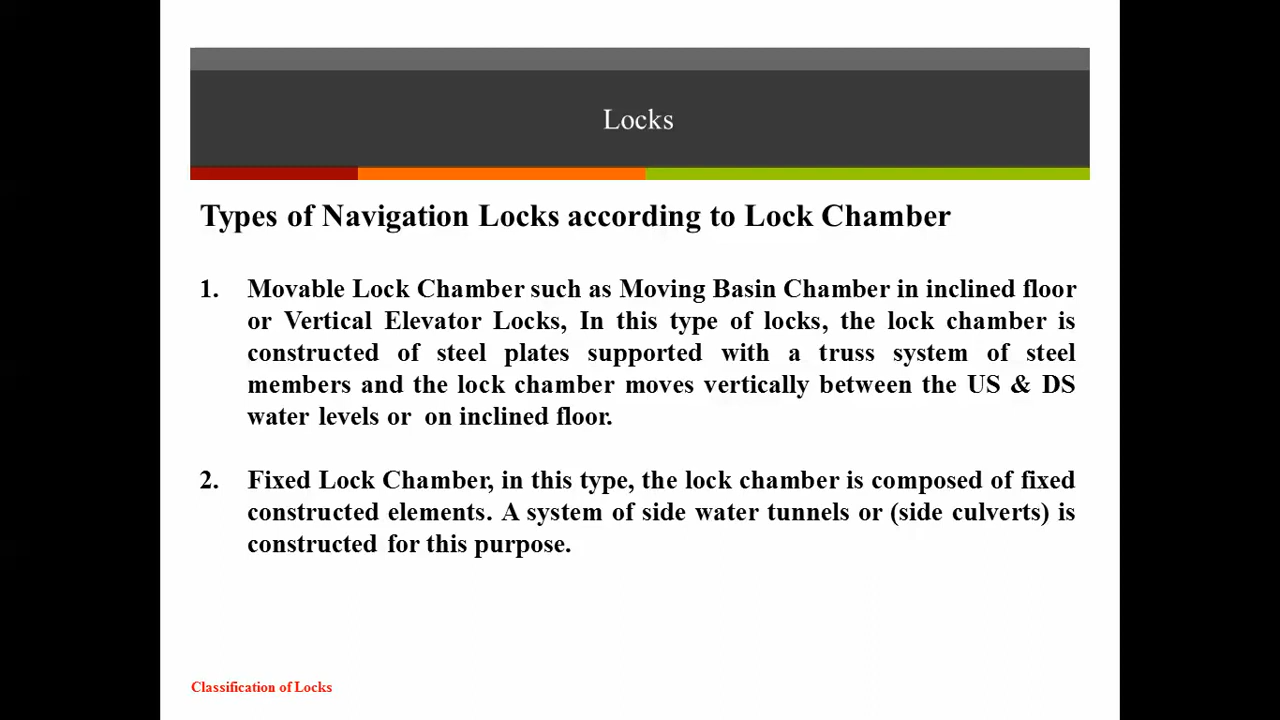 Locks
Types of Navigation Locks according to Lock Chamber
1. Movable Lock Chamber such as Moving Basin Chamber in inclined floor
or Vertical Elevator Locks, In this type of locks, the lock chamber is
constructed of steel plates supported with a truss system of steel
members and the lock chamber moves vertically between the US & DS
water levels or on inclined floor.
2. Fixed Lock Chamber, in this type, the lock chamber is composed of fixed
constructed elements. A system of side water tunnels or (side culverts) is
constructed for this purpose.
Classification of Locks